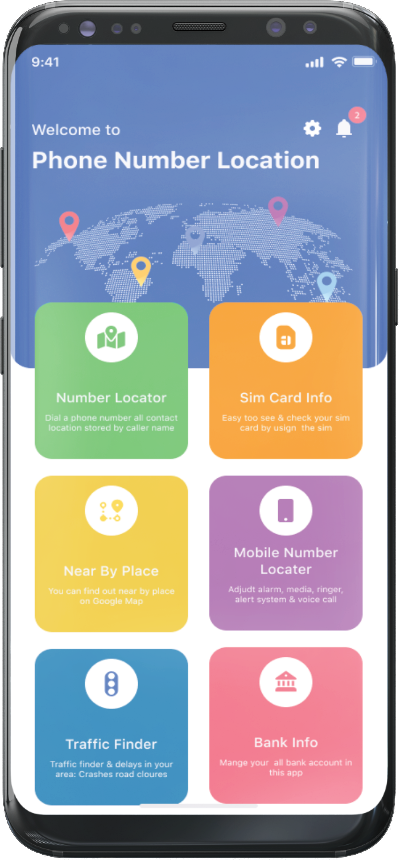 9:41
2
Welcome to
Phone Number Location
Number Locator
Dial a phone number all contact
location stored by caller name
Sim Card Info
Easy too see & check your sim
card by usign the sim
Near By Place
You can find out near by place
on Google Map
Mobile Number
Locater
Adjudt alarm, media, ringer,
alert system & voice call
Traffic Finder
Traffic finder & delays in your
area: Crashes road cloures
Bank Info
Mange your all bank account in
this app